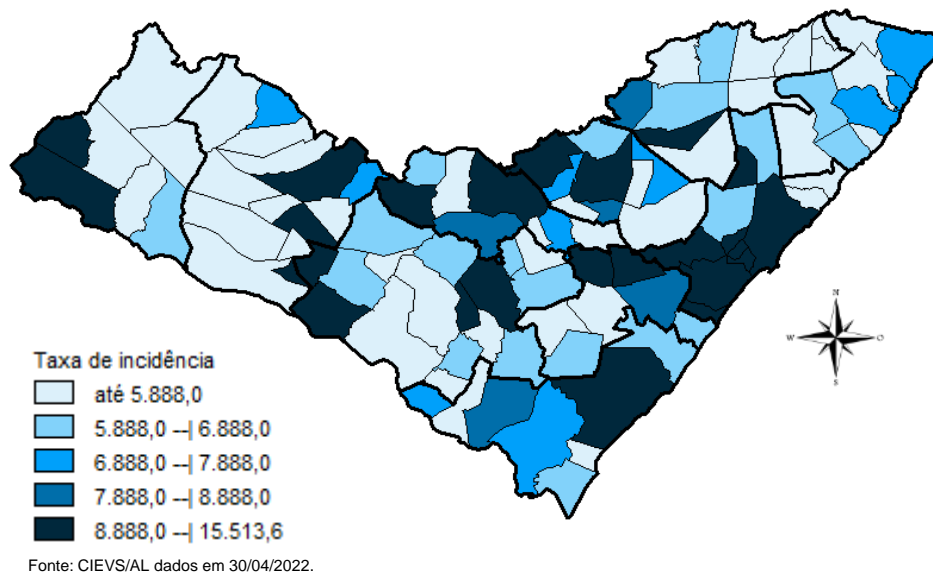 N
W
O
S
Taxa de incidência
até 5.888,0
5.888,0 --| 6.888,0
6.888,0 --| 7.888,0
7.888,0 --| 8.888,0
8.888,0 --| 15.513,6
Fonte: CIEVS/AL dados em 30/04/2022.